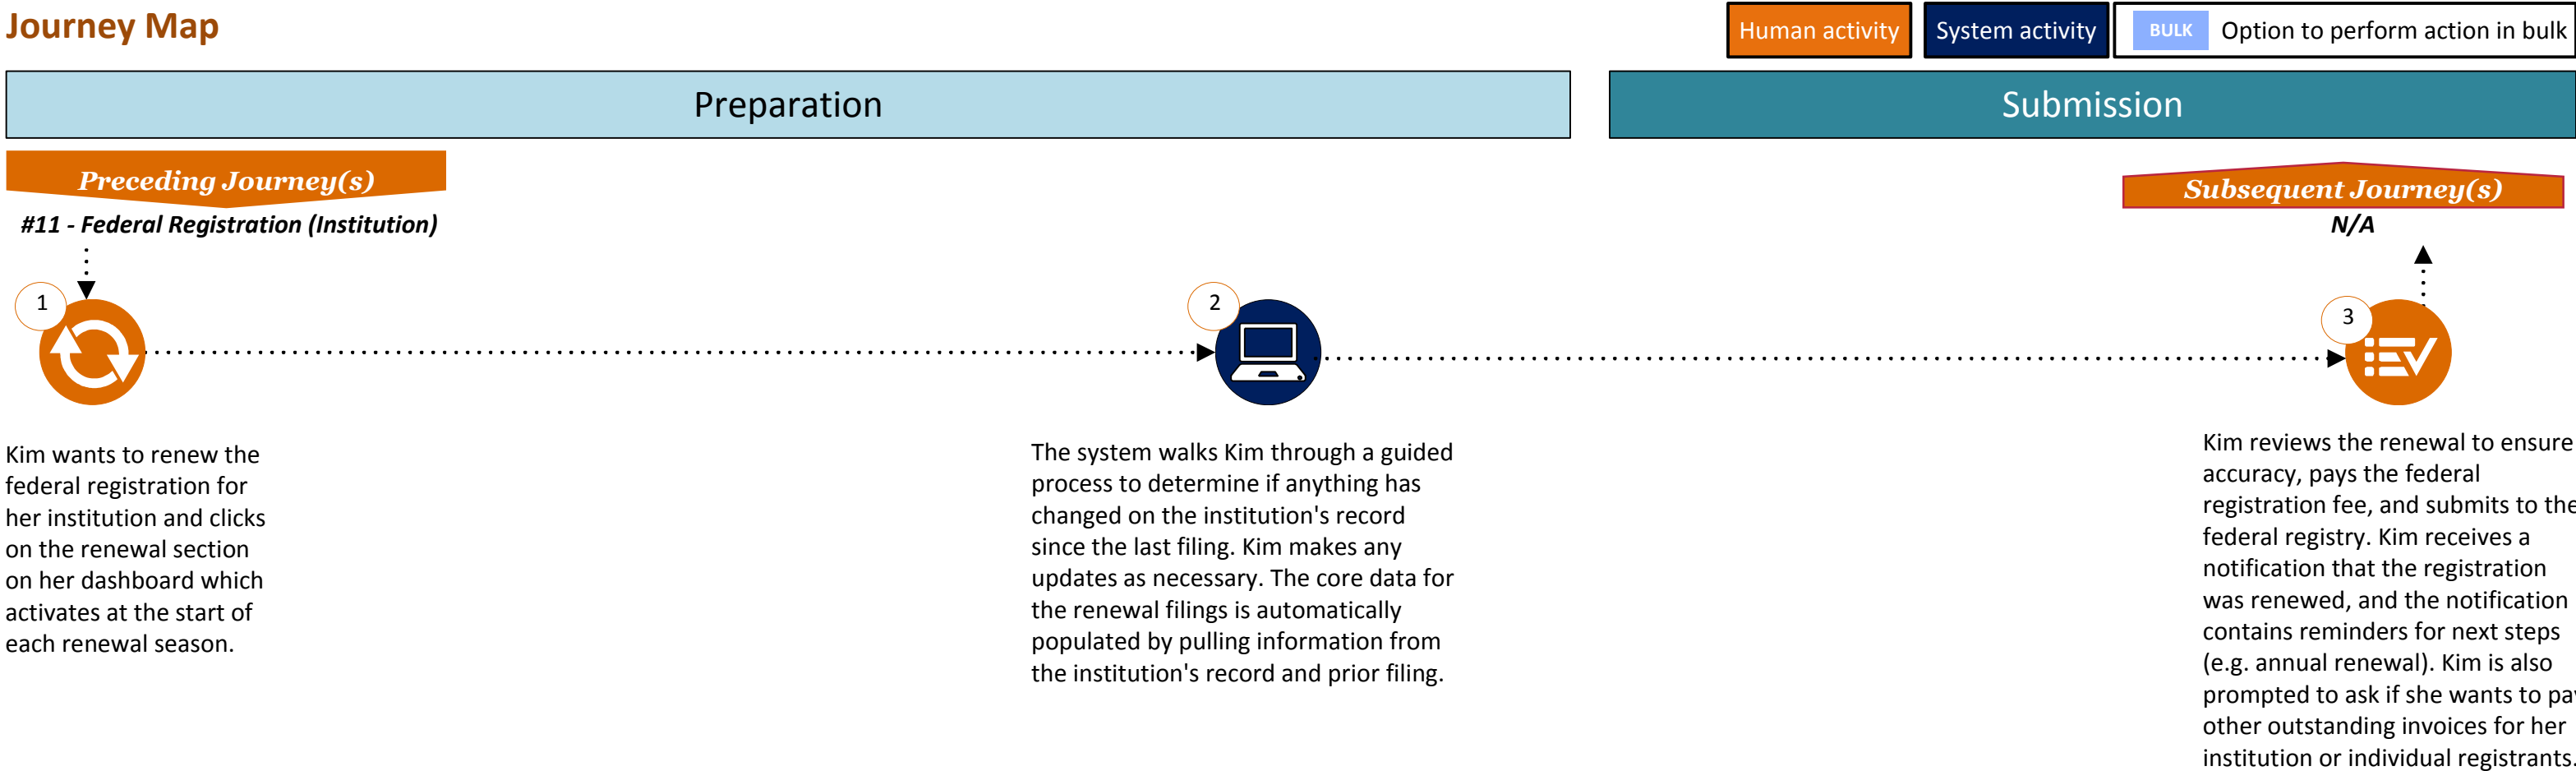 Journey Map
Human activity
System activity
BULK Option to perform action in bulk
Preparation
Submission
Preceding Journey(s)
#11 - Federal Registration (Institution)
Subsequent Journey(s)
N/A
1
2
3
Kim wants to renew the
federal registration for
her institution and clicks
on the renewal section
on her dashboard which
activates at the start of
each renewal season.
The system walks Kim through a guided
process to determine if anything has
changed on the institution's record
since the last filing. Kim makes any
updates as necessary. The core data for
the renewal filings is automatically
populated by pulling information from
the institution's record and prior filing.
Kim reviews the renewal to ensure
accuracy, pays the federal
registration fee, and submits to the
federal registry. Kim receives a
notification that the registration
was renewed, and the notification
contains reminders for next steps
(e.g. annual renewal). Kim is also
prompted to ask if she wants to pay
other outstanding invoices for her
institution or individual registrants.